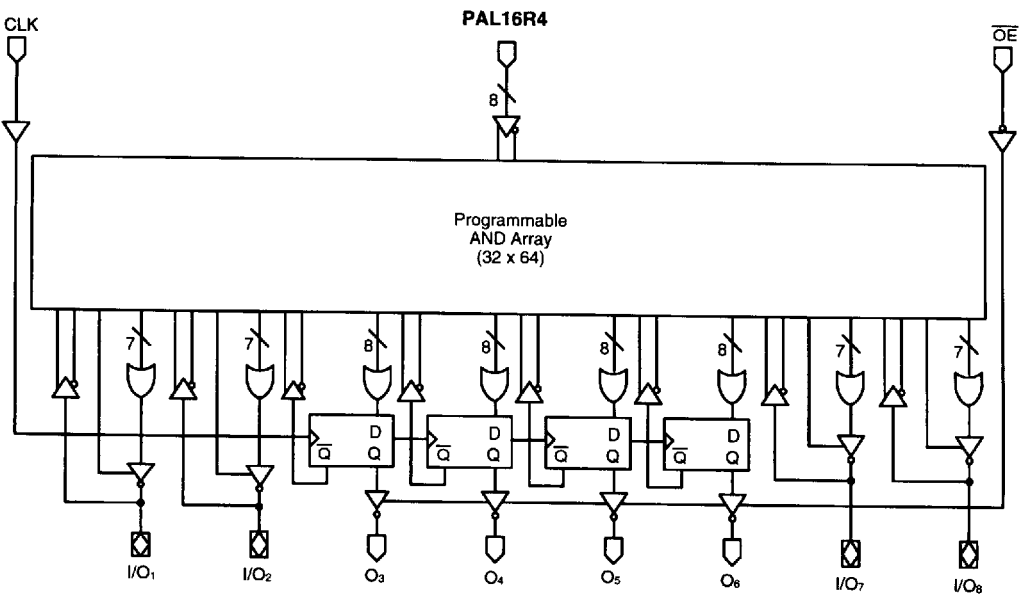 PAL16R4
CLK
O̅E̅
8
Programmable
AND Array
(32 x 64)
7
7
8
8
8
8
7
7
D
D
D
D
Q̅
Q
Q̅
Q
Q̅
Q
Q̅
Q
I/O₁
I/O₂
O₃
O₄
O₅
O₆
I/O₇
I/O₈